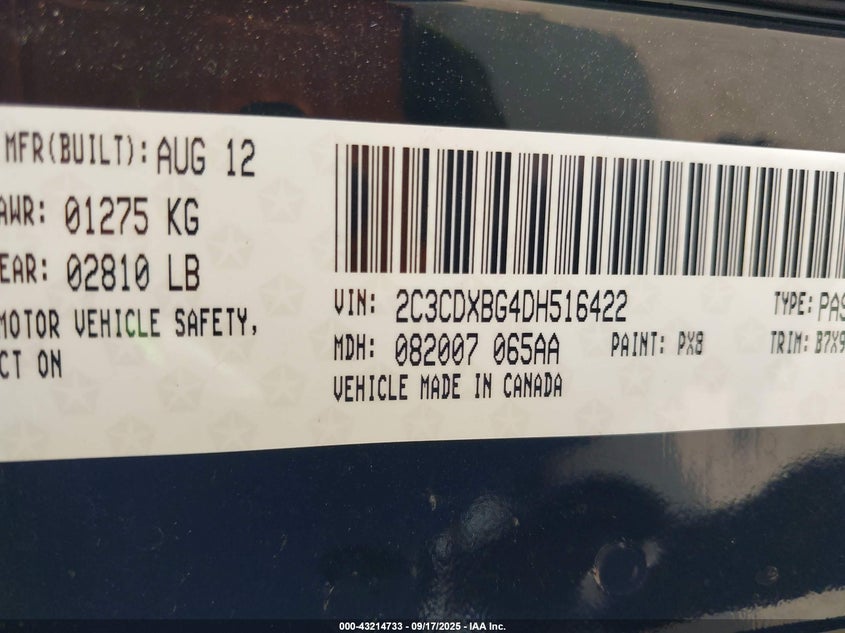 MFR(BUILT): AUG 12
AWR: 01275 KG
EAR: 02810 LB
MOTOR VEHICLE SAFETY,
CT ON
VIN: 2C3CDXBG4DH516422
TYPE: PAS
MDH: 082007 065AA
PAINT: PX8
TRIM: B7X9
VEHICLE MADE IN CANADA
000-43214733 - 09/17/2025 - IAA Inc.